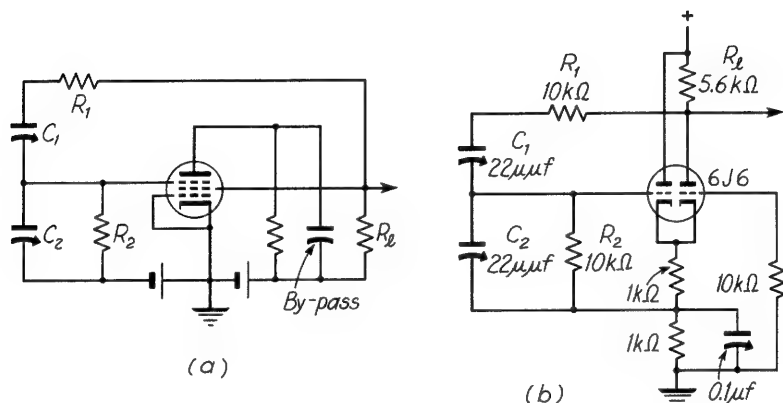 R₁
C₁
C₂
R₂
By-pass
Rℓ
(a)
+
R₁
10kΩ
Rℓ
5.6kΩ
C₁
22μμf
6J6
C₂
22μμf
R₂
10kΩ
1kΩ
10kΩ
1kΩ
0.1μf
(b)